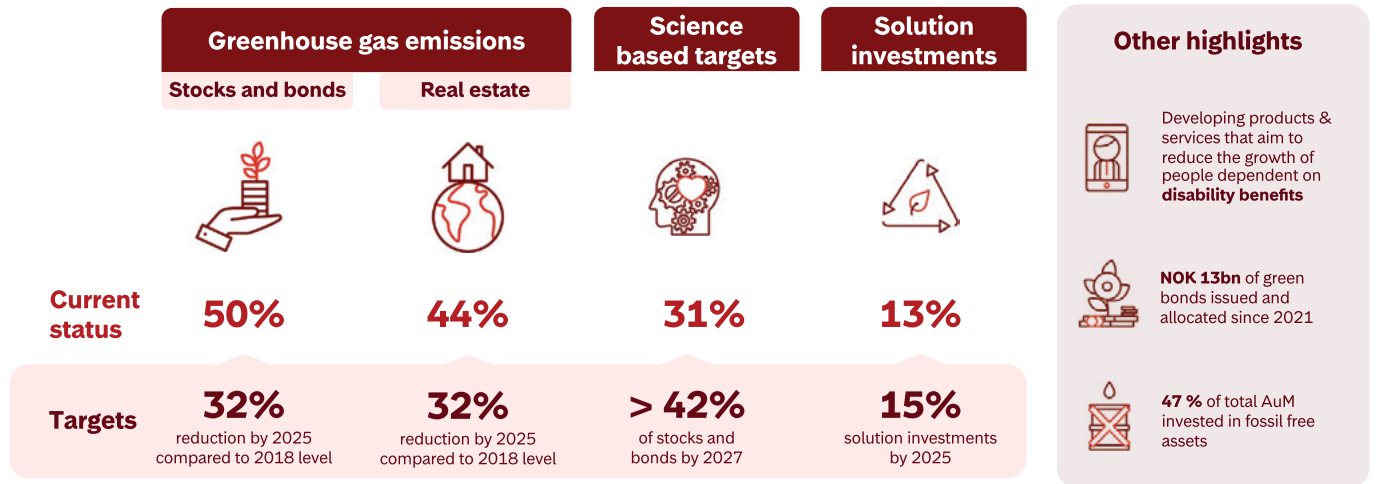 Greenhouse gas emissions
Stocks and bonds
Real estate
Science
based targets
Solution
investments
Current
status
50%
44%
31%
13%
Targets
32%
reduction by 2025
compared to 2018 level
32%
reduction by 2025
compared to 2018 level
> 42%
of stocks and
bonds by 2027
15%
solution investments
by 2025
Other highlights
Developing products &
services that aim to
reduce the growth of
people dependent on
disability benefits
NOK 13bn of green
bonds issued and
allocated since 2021
47 % of total AuM
invested in fossil free
assets